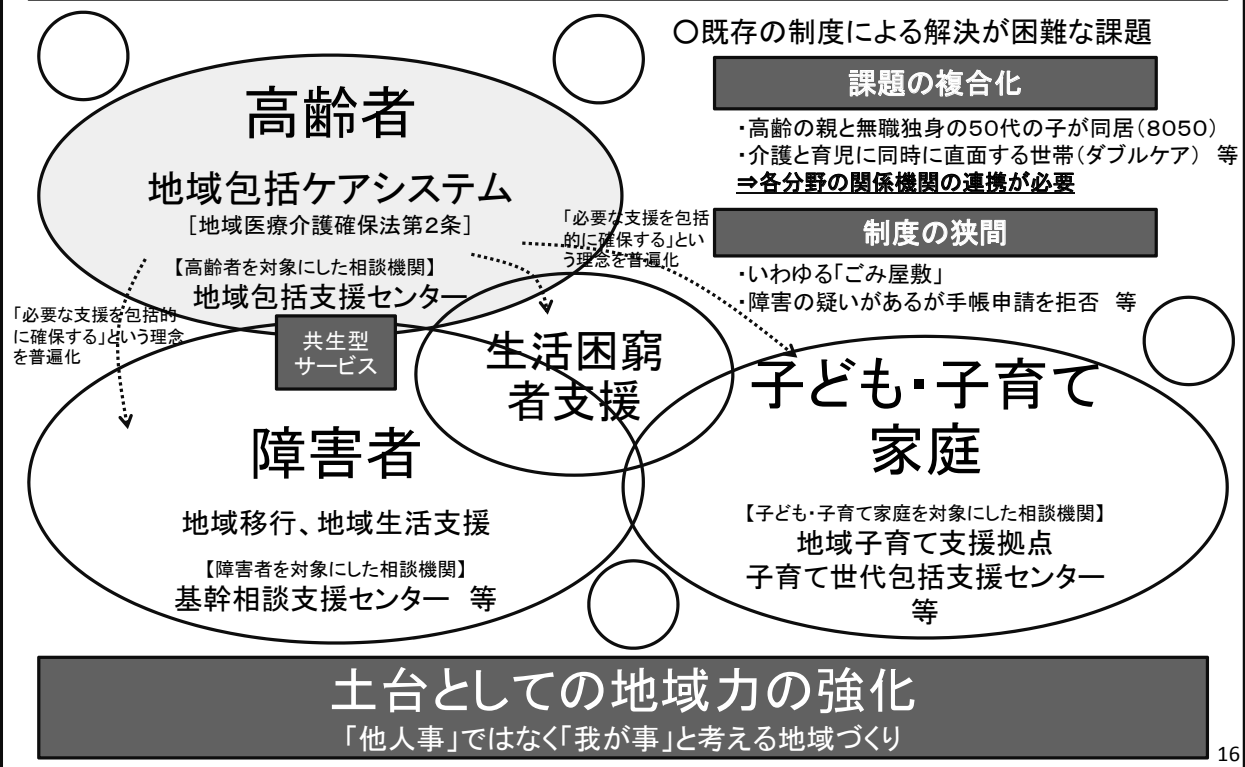 ○既存の制度による解決が困難な課題
課題の複合化
・高齢の親と無職独身の50代の子が同居(8050)
・介護と育児に同時に直面する世帯(ダブルケア) 等
⇒各分野の関係機関の連携が必要
制度の狭間
・いわゆる「ごみ屋敷」
・障害の疑いがあるが手帳申請を拒否 等
高齢者
地域包括ケアシステム
[地域医療介護確保法第2条]
【高齢者を対象にした相談機関】
地域包括支援センター
「必要な支援を包括
的に確保する」とい
う理念を普遍化
「必要な支援を包括的
に確保する」という理念
を普遍化
共生型
サービス
生活困窮
者支援
障害者
地域移行、地域生活支援
【障害者を対象にした相談機関】
基幹相談支援センター 等
子ども・子育て
家庭
【子ども・子育て家庭を対象にした相談機関】
地域子育て支援拠点
子育て世代包括支援センター
等
土台としての地域力の強化
「他人事」ではなく「我が事」と考える地域づくり
16